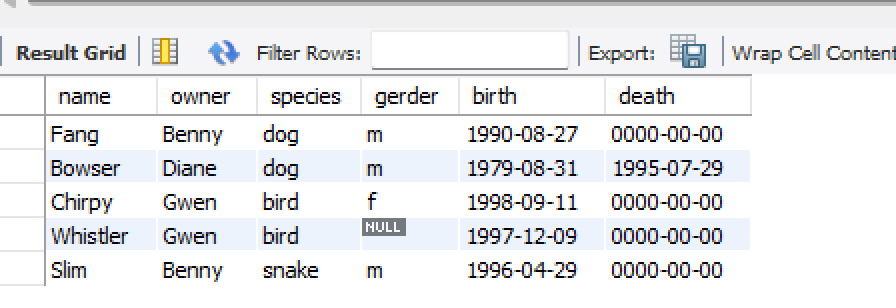 Result Grid Filter Rows: Export: Wrap Cell Content
name owner species gerder birth death
Fang Benny dog m 1990-08-27 0000-00-00
Bowser Diane dog m 1979-08-31 1995-07-29
Chirpy Gwen bird f 1998-09-11 0000-00-00
Whistler Gwen bird NULL 1997-12-09 0000-00-00
Slim Benny snake m 1996-04-29 0000-00-00